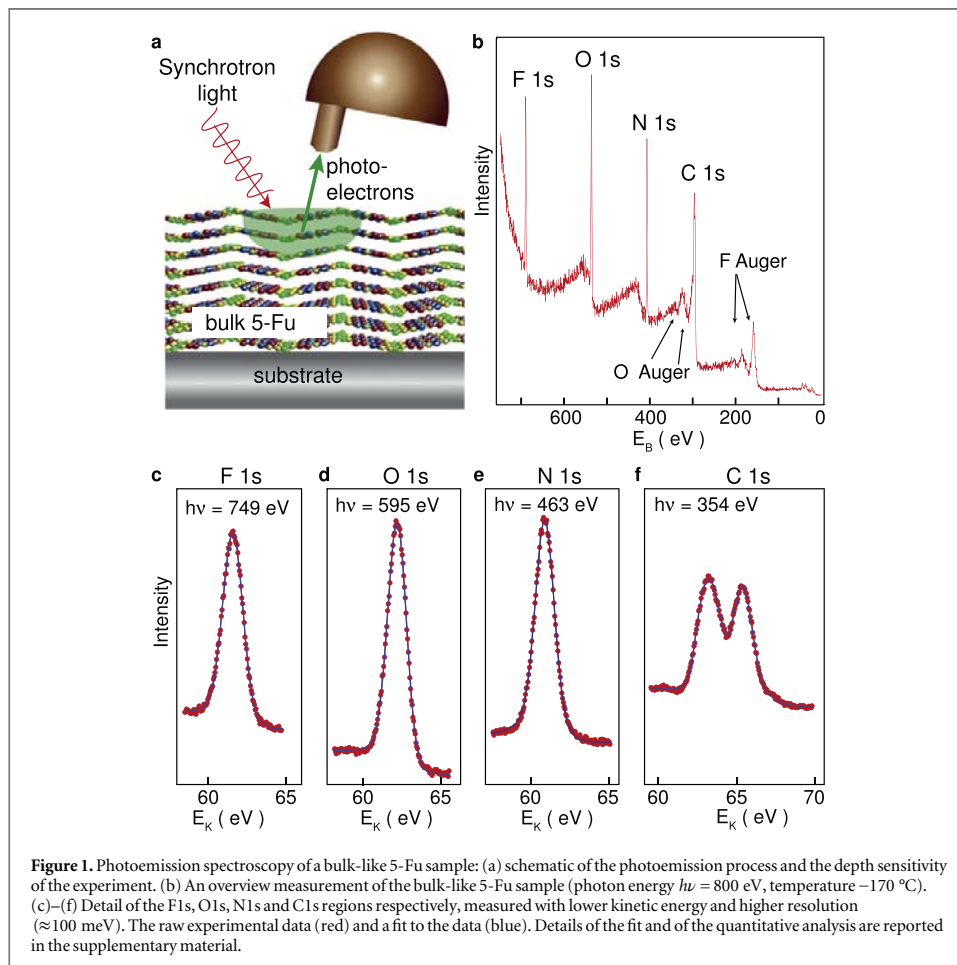 a
Synchrotron
light
photo-
electrons
bulk 5-Fu
substrate
b
F 1s
O 1s
N 1s
C 1s
F Auger
O Auger
Intensity
600 400 200 0
E_B ( eV )
c F 1s
hν = 749 eV
Intensity
60 65
E_K ( eV )
d O 1s
hν = 595 eV
60 65
E_K ( eV )
e N 1s
hν = 463 eV
60 65
E_K ( eV )
f C 1s
hν = 354 eV
60 65 70
E_K ( eV )
Figure 1. Photoemission spectroscopy of a bulk-like 5-Fu sample: (a) schematic of the photoemission process and the depth sensitivity
of the experiment. (b) An overview measurement of the bulk-like 5-Fu sample (photon energy hν = 800 eV, temperature −170 °C).
(c)–(f) Detail of the F1s, O1s, N1s and C1s regions respectively, measured with lower kinetic energy and higher resolution
(≈100 meV). The raw experimental data (red) and a fit to the data (blue). Details of the fit and of the quantitative analysis are reported
in the supplementary material.